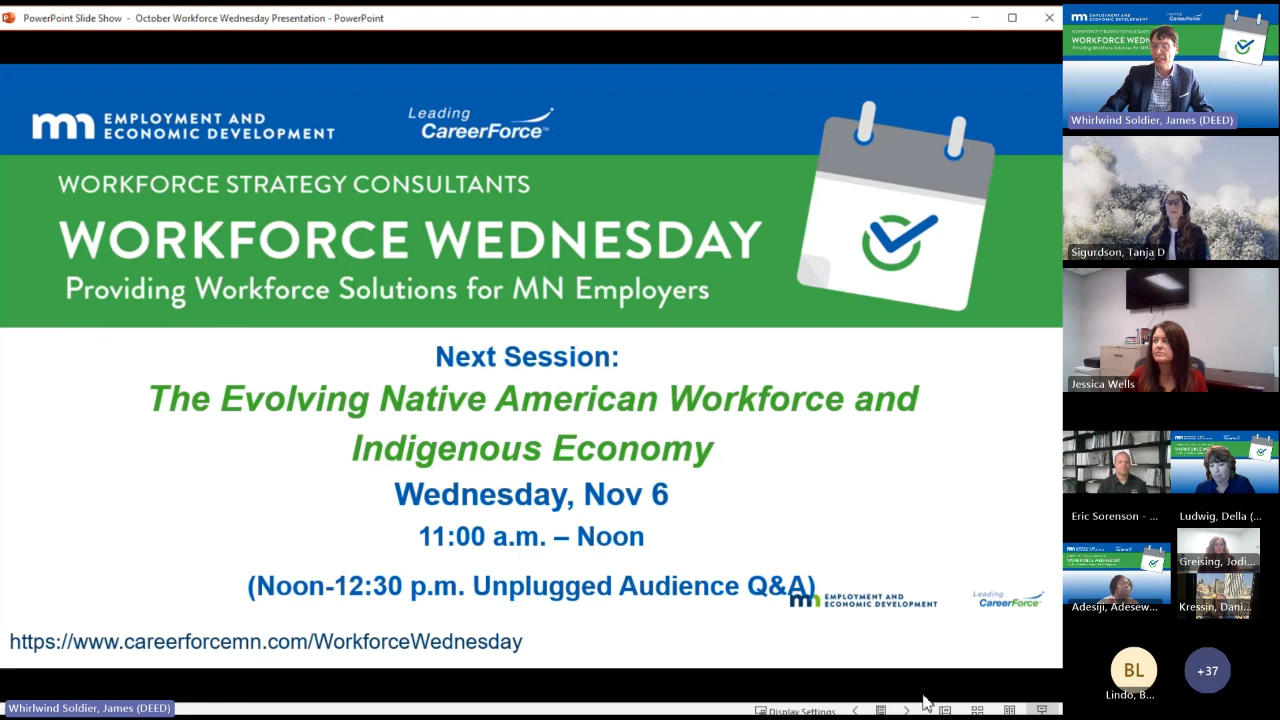 PowerPoint Slide Show - October Workforce Wednesday Presentation - PowerPoint
mn EMPLOYMENT AND
ECONOMIC DEVELOPMENT
Leading
CareerForce™
WORKFORCE STRATEGY CONSULTANTS
WORKFORCE WEDNESDAY
Providing Workforce Solutions for MN Employers
Next Session:
The Evolving Native American Workforce and
Indigenous Economy
Wednesday, Nov 6
11:00 a.m. – Noon
(Noon-12:30 p.m. Unplugged Audience Q&A)
mn EMPLOYMENT AND
ECONOMIC DEVELOPMENT
Leading
CareerForce
https://www.careerforcemn.com/WorkforceWednesday
Whirlwind Soldier, James (DEED)
Display Settings
Whirlwind Soldier, James (DEED)
Sigurdson, Tanja D
Jessica Wells
Eric Sorenson - ...
Ludwig, Della (...
Greising, Jodi...
Adesiji, Adesew...
Kressin, Dani...
BL
+37
Lindo, B...